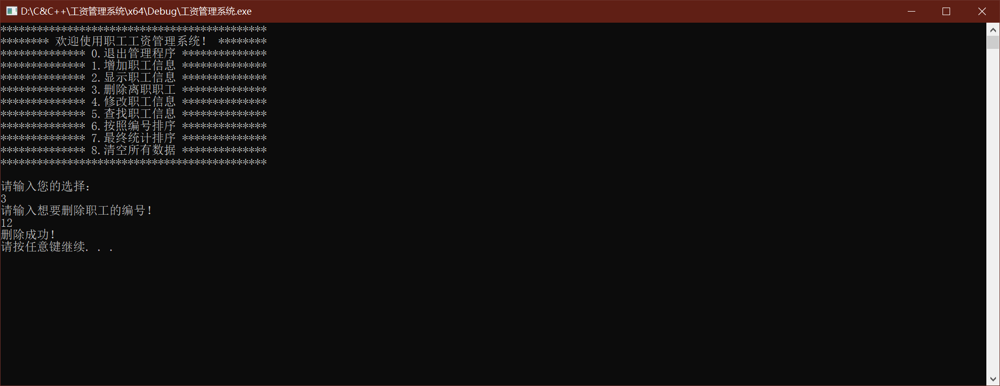 D:\C&C++\工资管理系统\x64\Debug\工资管理系统.exe
********************************************
******** 欢迎使用职工工资管理系统！ ********
************** 0.退出管理程序 **************
************** 1.增加职工信息 **************
************** 2.显示职工信息 **************
************** 3.删除离职职工 **************
************** 4.修改职工信息 **************
************** 5.查找职工信息 **************
************** 6.按照编号排序 **************
************** 7.最终统计排序 **************
************** 8.清空所有数据 **************
********************************************
请输入您的选择：
3
请输入想要删除职工的编号！
12
删除成功！
请按任意键继续. . .